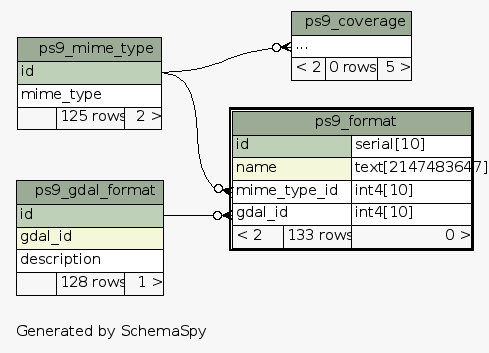 ps9_coverage
...
< 2 0 rows 5 >
ps9_mime_type
id
mime_type
125 rows 2 >
ps9_format
id serial[10]
name text[2147483647]
mime_type_id int4[10]
gdal_id int4[10]
< 2 133 rows 0 >
ps9_gdal_format
id
gdal_id
description
128 rows 1 >
Generated by SchemaSpy